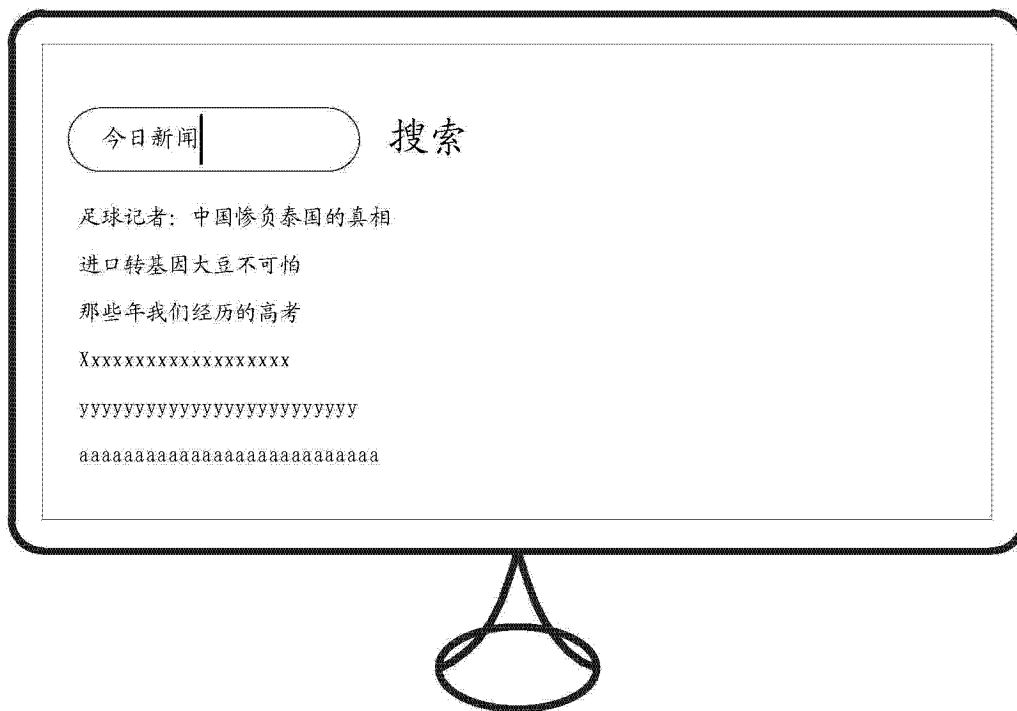 今日新闻 搜索
足球记者：中国惨负泰国的真相
进口转基因大豆不可怕
那些年我们经历的高考
Xxxxxxxxxxxxxxxxxxx
yyyyyyyyyyyyyyyyyyyyyyyyy
aaaaaaaaaaaaaaaaaaaaaaaaaaa